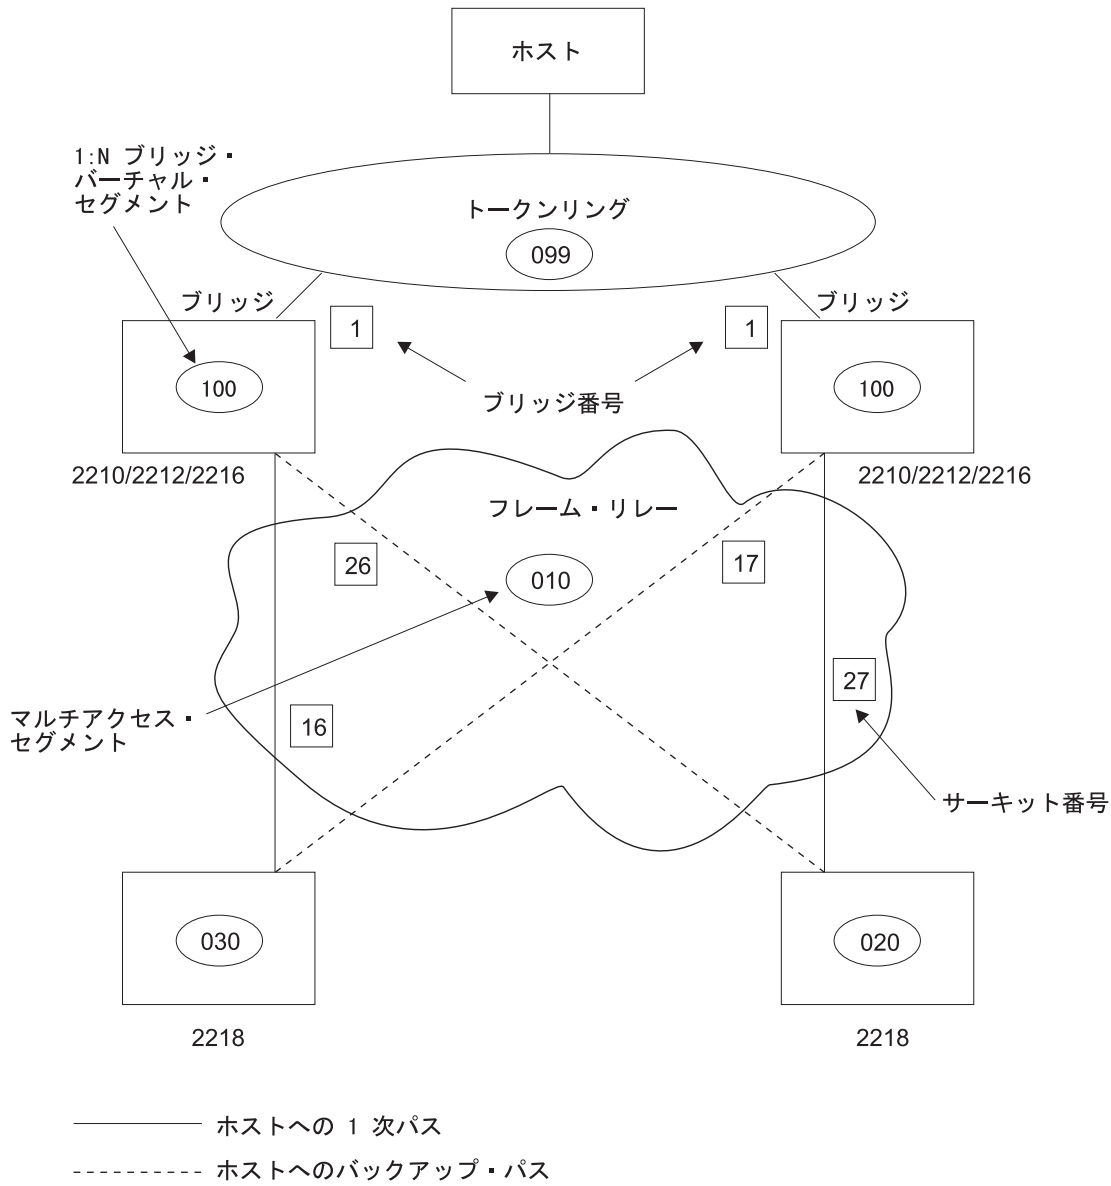 ホスト
1:N ブリッジ・
バーチャル・
セグメント
トークンリング
099
ブリッジ
ブリッジ
1
1
100
100
ブリッジ番号
2210/2212/2216
2210/2212/2216
フレーム・リレー
26
17
010
27
マルチアクセス・
セグメント
16
サーキット番号
030
020
2218
2218
ホストへの 1 次パス
ホストへのバックアップ・パス